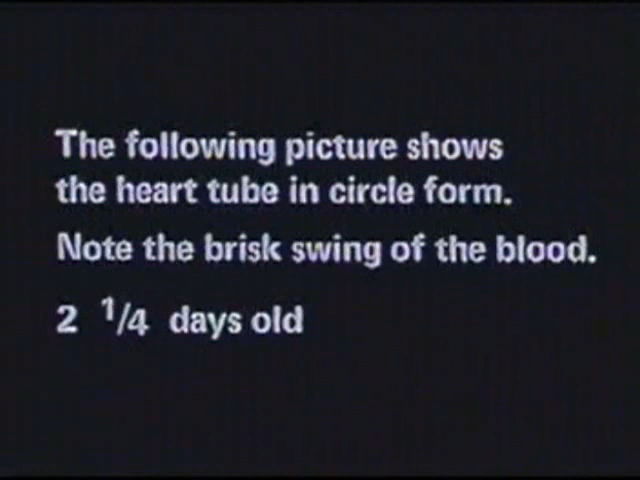 The following picture shows
the heart tube in circle form.
Note the brisk swing of the blood.
2 1/4 days old